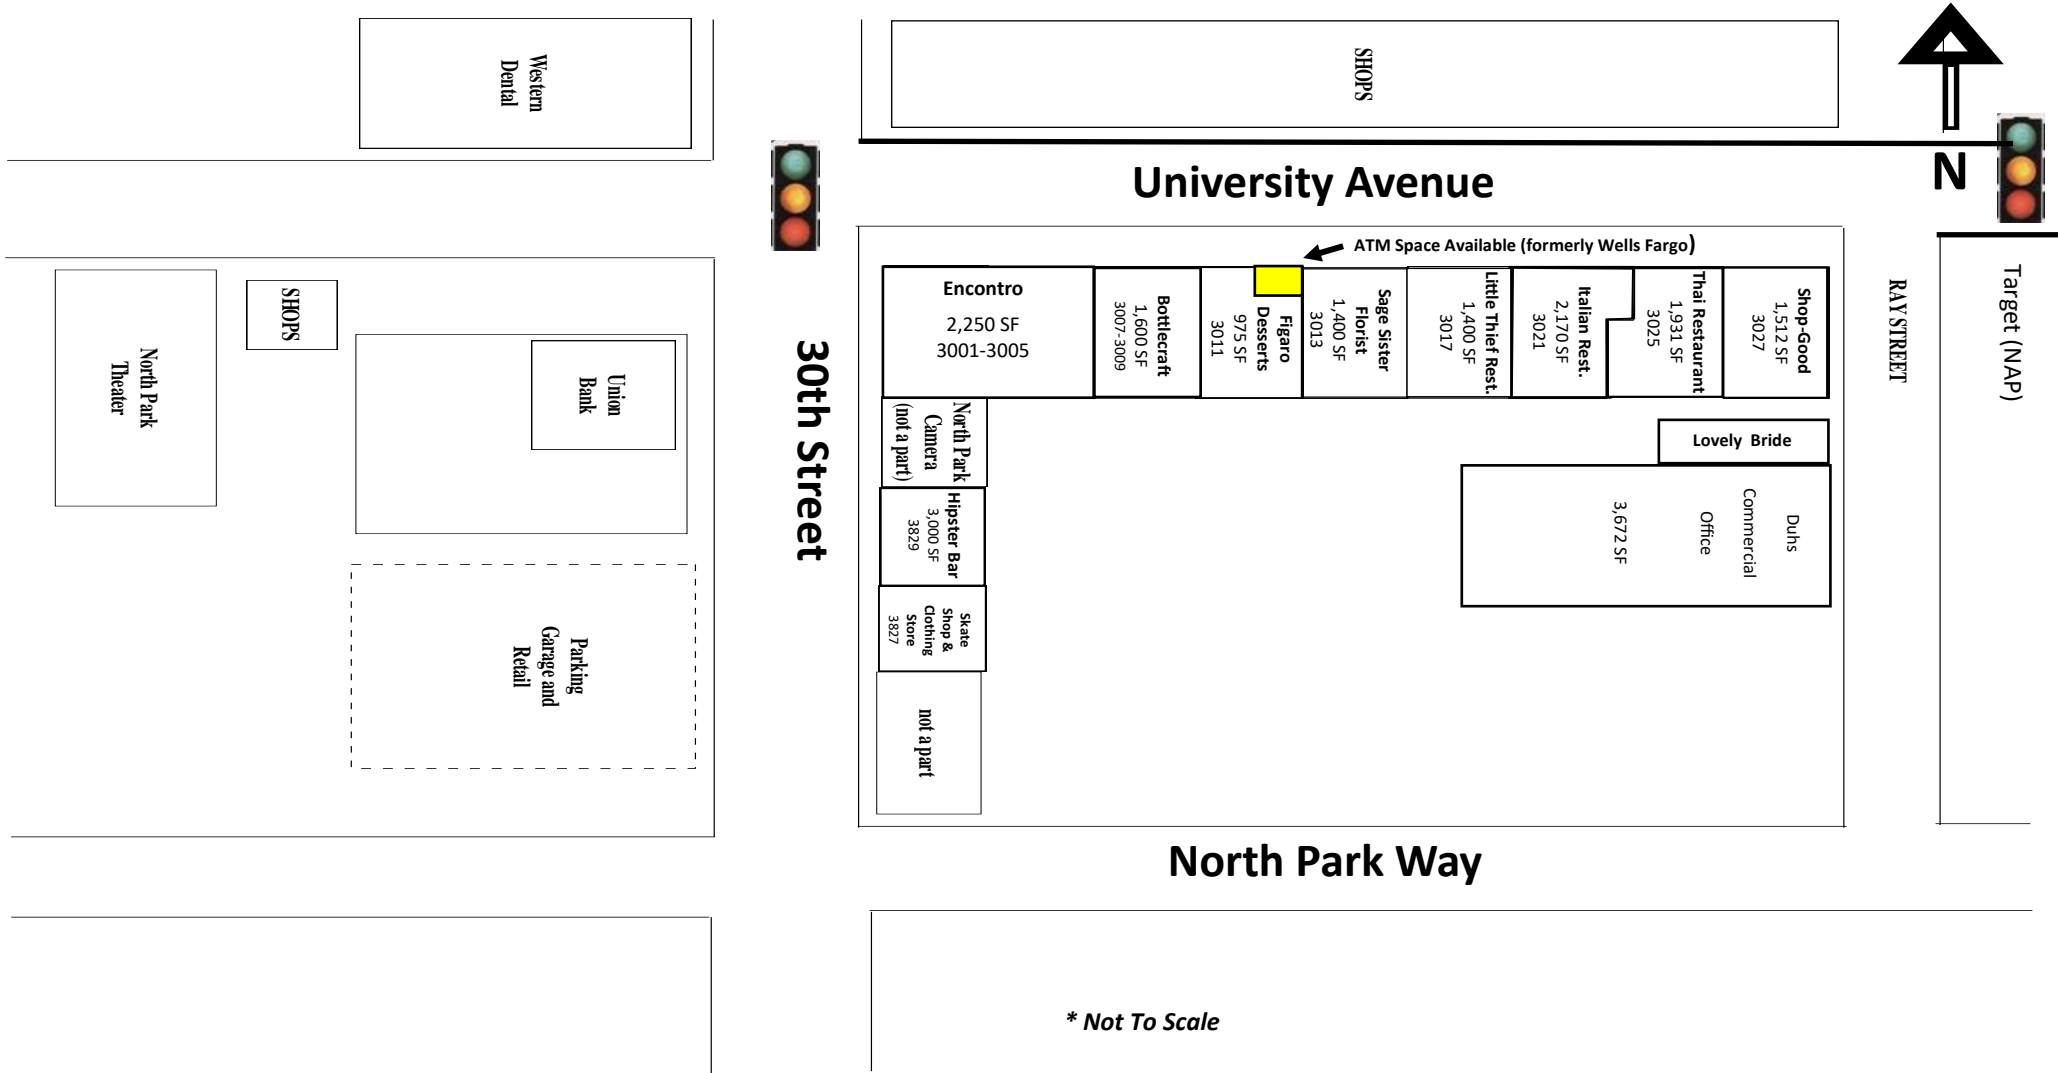 Western
Dental
SHOPS
University Avenue
N
ATM Space Available (formerly Wells Fargo)
Encontro
2,250 SF
3001-3005
Bottlecraft
1,600 SF
3007-3009
Figaro
Desserts
975 SF
3011
Sage Sister
Florist
1,400 SF
3013
Little Thief Rest.
1,400 SF
3017
Italian Rest.
2,170 SF
3021
Thai Restaurant
1,931 SF
3025
Shop-Good
1,512 SF
3027
RAY STREET
Target (NAP)
North Park
Theater
SHOPS
Union
Bank
30th Street
North Park
Camera
(not a part)
Lovely Bride
Hipster Bar
3,000 SF
3829
Duhs
Commercial
Office
3,672 SF
Skate
Shop &
Clothing
Store
3827
Parking
Garage and
Retail
not a part
North Park Way
* Not To Scale